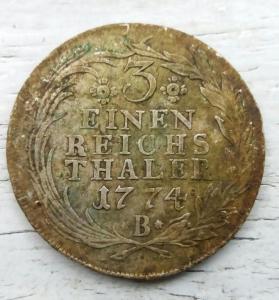 3
EINEN
REICHS
THALER
1774
B